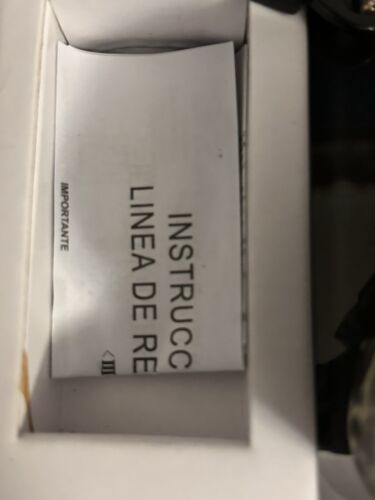 INSTRUCC
LINEA DE RE
IMPORTANTE